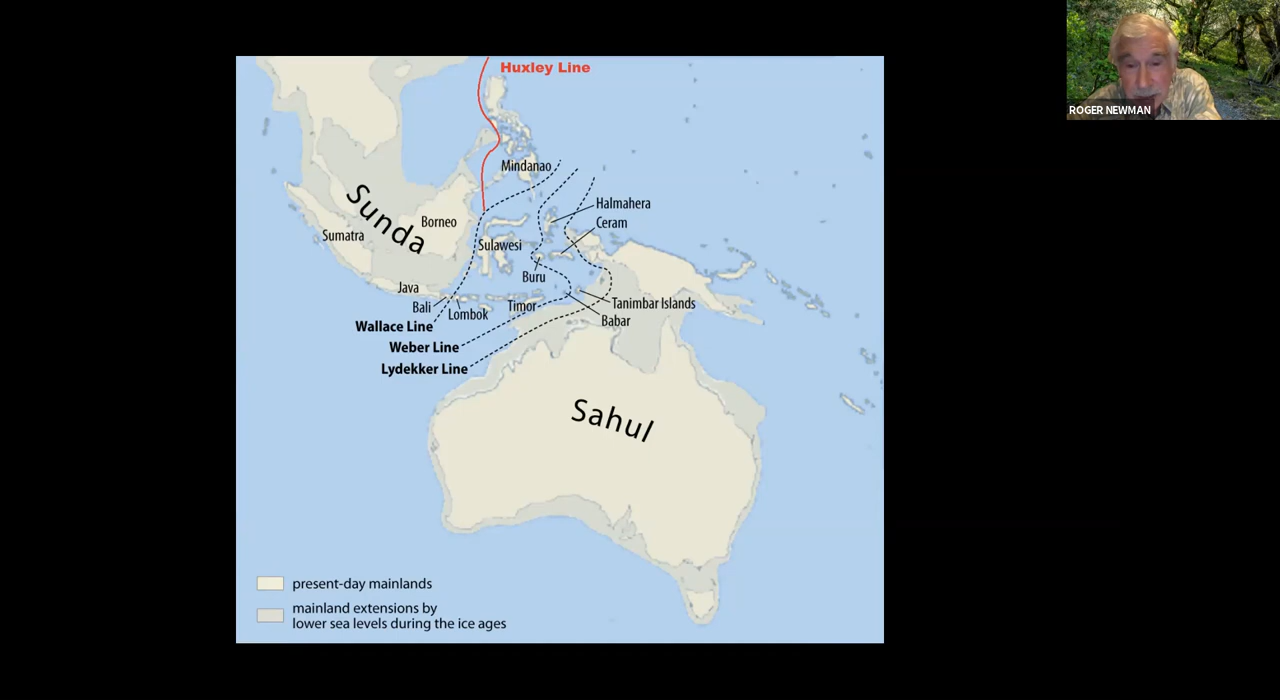 Huxley Line
ROGER NEWMAN
Mindanao
Sunda
Halmahera
Borneo
Ceram
Sumatra
Sulawesi
Buru
Java
Bali
Lombok
Timor
Tanimbar Islands
Babar
Wallace Line
Weber Line
Lydekker Line
Sahul
present-day mainlands
mainland extensions by
lower sea levels during the ice ages